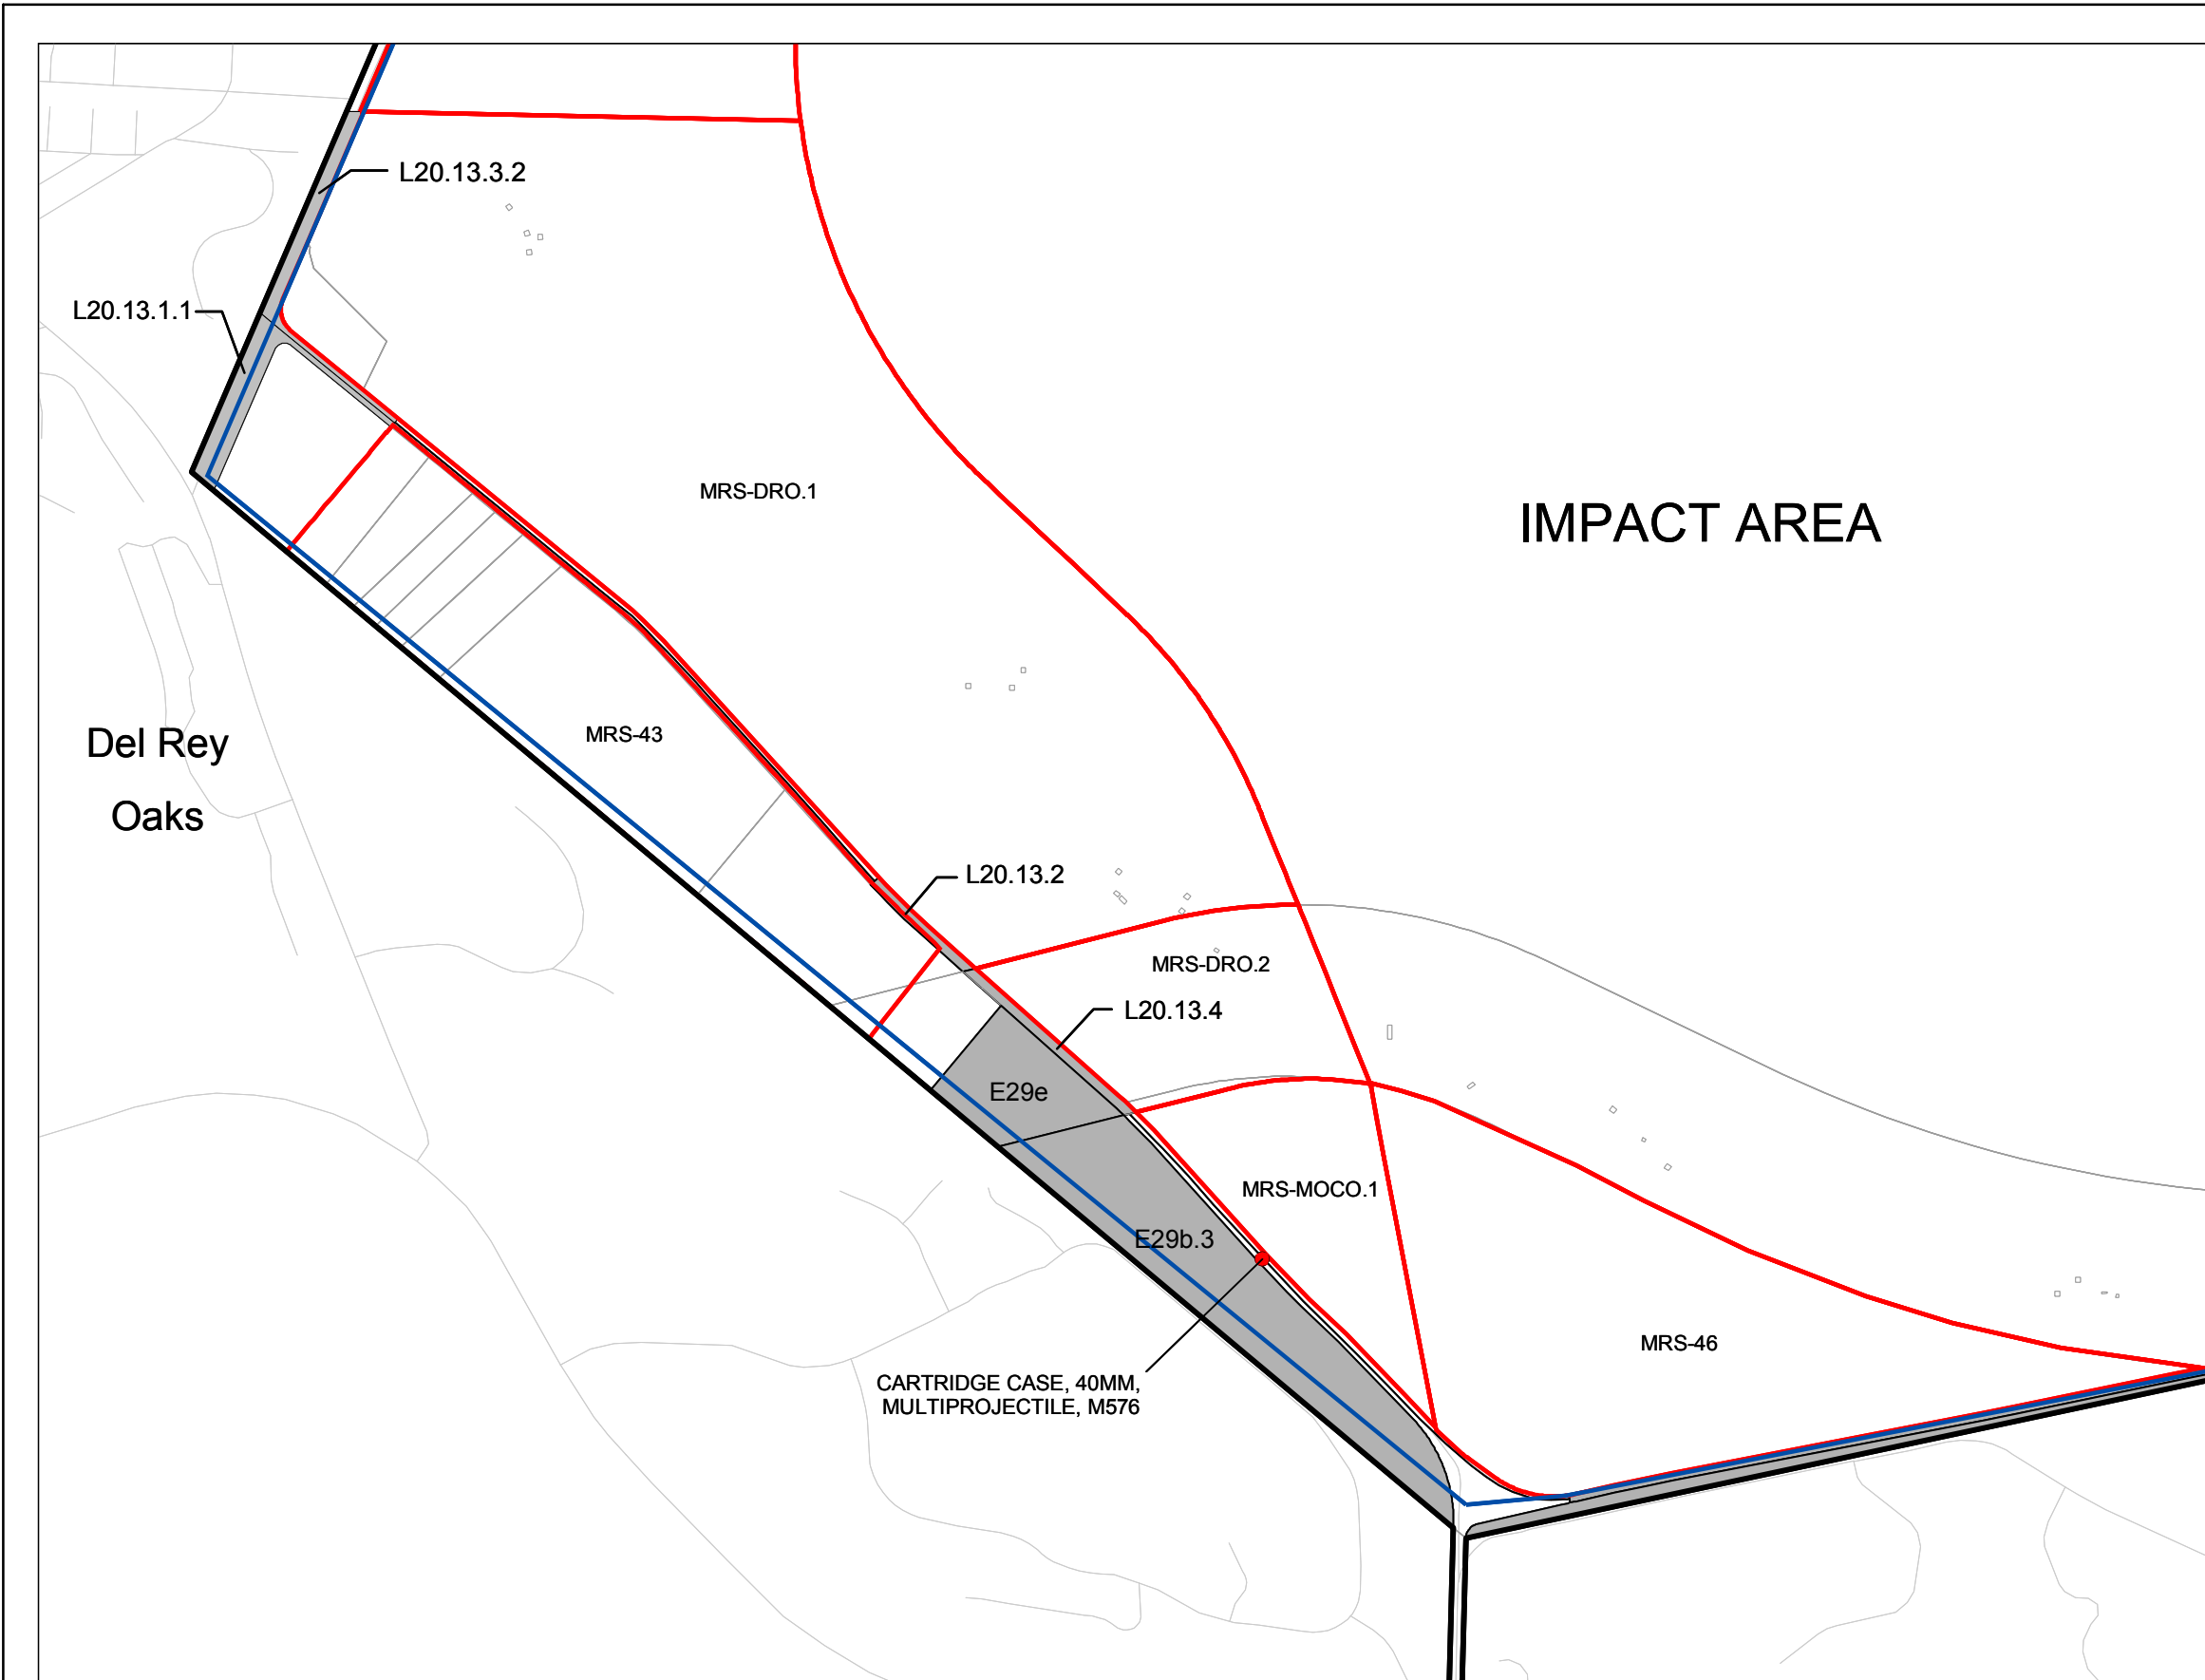 L20.13.3.2
L20.13.1.1
MRS-DRO.1
IMPACT AREA
MRS-43
Del Rey
Oaks
L20.13.2
MRS-DRO.2
L20.13.4
E29e
MRS-MOCO.1
E29b.3
MRS-46
CARTRIDGE CASE, 40MM,
MULTIPROJECTILE, M576